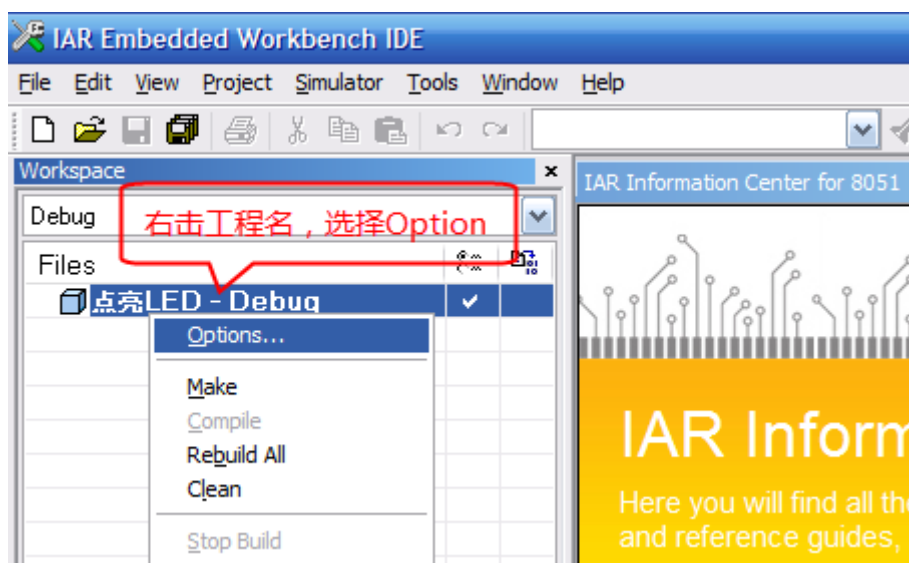 IAR Embedded Workbench IDE
File Edit View Project Simulator Tools Window Help
Workspace
IAR Information Center for 8051
Debug
右击工程名，选择Option
Files
点亮LED - Debug
Options...
Make
Compile
Rebuild All
Clean
Stop Build
IAR Inform
Here you will find all the
and reference guides,